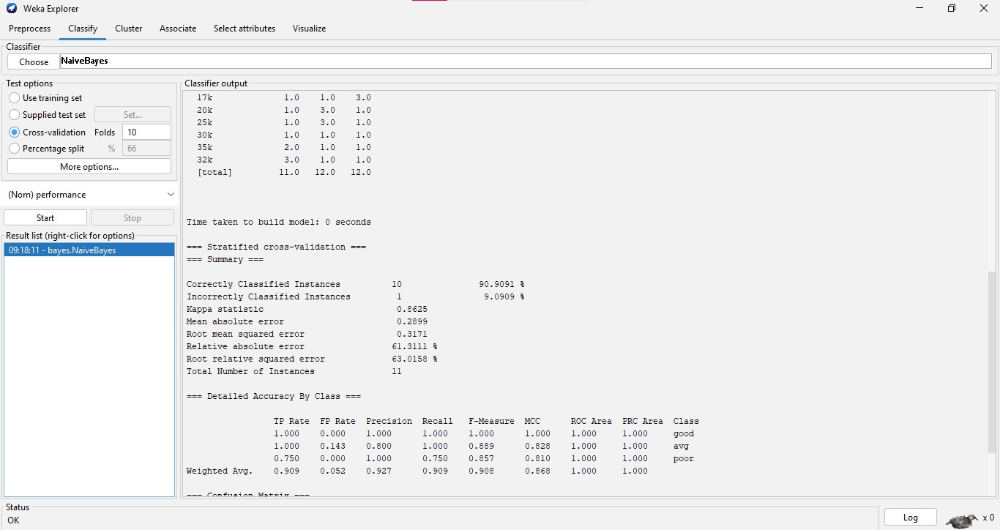 Weka Explorer
Preprocess Classify Cluster Associate Select attributes Visualize
Classifier
Choose NaiveBayes
Test options
Use training set
Supplied test set Set...
Cross-validation Folds 10
Percentage split % 66
More options...
(Nom) performance
Start Stop
Result list (right-click for options)
09:18:11 - bayes.NaiveBayes
Classifier output
17k 1.0 1.0 3.0
20k 1.0 3.0 1.0
25k 1.0 3.0 1.0
30k 1.0 1.0 1.0
35k 2.0 1.0 1.0
32k 3.0 1.0 1.0
[total] 11.0 12.0 12.0
Time taken to build model: 0 seconds
=== Stratified cross-validation ===
=== Summary ===
Correctly Classified Instances 10 90.9091 %
Incorrectly Classified Instances 1 9.0909 %
Kappa statistic 0.8625
Mean absolute error 0.2899
Root mean squared error 0.3171
Relative absolute error 61.3111 %
Root relative squared error 63.0158 %
Total Number of Instances 11
=== Detailed Accuracy By Class ===
TP Rate FP Rate Precision Recall F-Measure MCC ROC Area PRC Area Class
1.000 0.000 1.000 1.000 1.000 1.000 1.000 1.000 good
1.000 0.143 0.800 1.000 0.889 0.828 1.000 1.000 avg
0.750 0.000 1.000 0.750 0.857 0.810 1.000 1.000 poor
Weighted Avg. 0.909 0.052 0.927 0.909 0.908 0.868 1.000 1.000
=== Confusion Matrix ===
Status
OK
Log
x 0